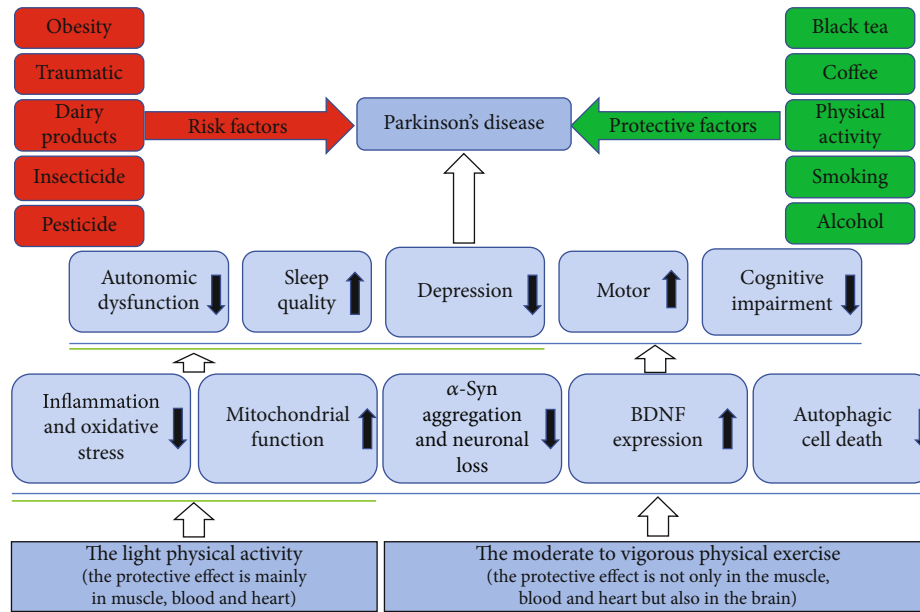 Obesity
Traumatic
Dairy
products
Insecticide
Pesticide
Risk factors
Parkinson's disease
Protective factors
Black tea
Coffee
Physical
activity
Smoking
Alcohol
Autonomic
dysfunction
Sleep
quality
Depression
Motor
Cognitive
impairment
Inflammation
and oxidative
stress
Mitochondrial
function
α-Syn
aggregation
and neuronal
loss
BDNF
expression
Autophagic
cell death
The light physical activity
(the protective effect is mainly
in muscle, blood and heart)
The moderate to vigorous physical exercise
(the protective effect is not only in the muscle,
blood and heart but also in the brain)